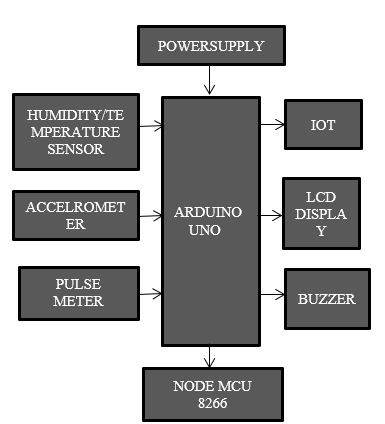 POWERSUPPLY
HUMIDITY/TE
MPERATURE
SENSOR
IOT
ACCELROMET
ER
ARDUINO
UNO
LCD
DISPLA
Y
PULSE
METER
BUZZER
NODE MCU
8266